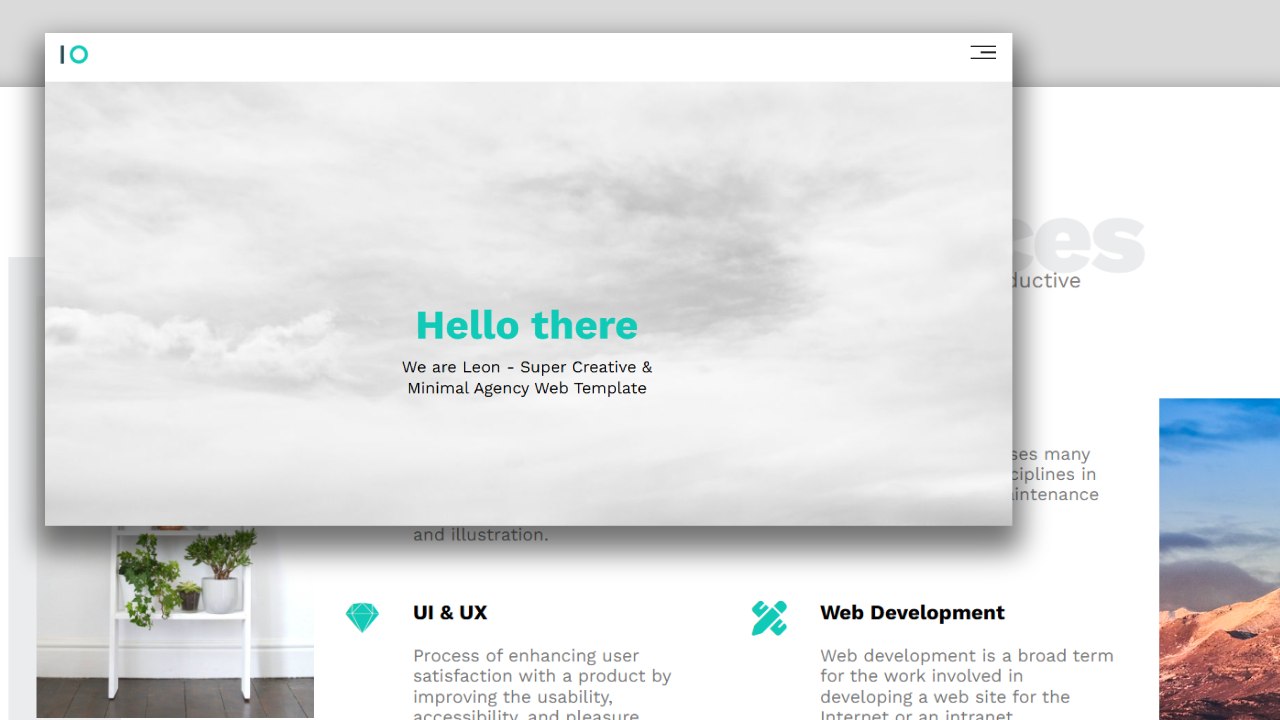 IO
ces
ductive
Hello there
We are Leon - Super Creative &
Minimal Agency Web Template
ses many
ciplines in
intenance
and illustration.
UI & UX
Process of enhancing user
satisfaction with a product by
improving the usability,
accessibility, and pleasure
Web Development
Web development is a broad term
for the work involved in
developing a web site for the
Internet or an intranet